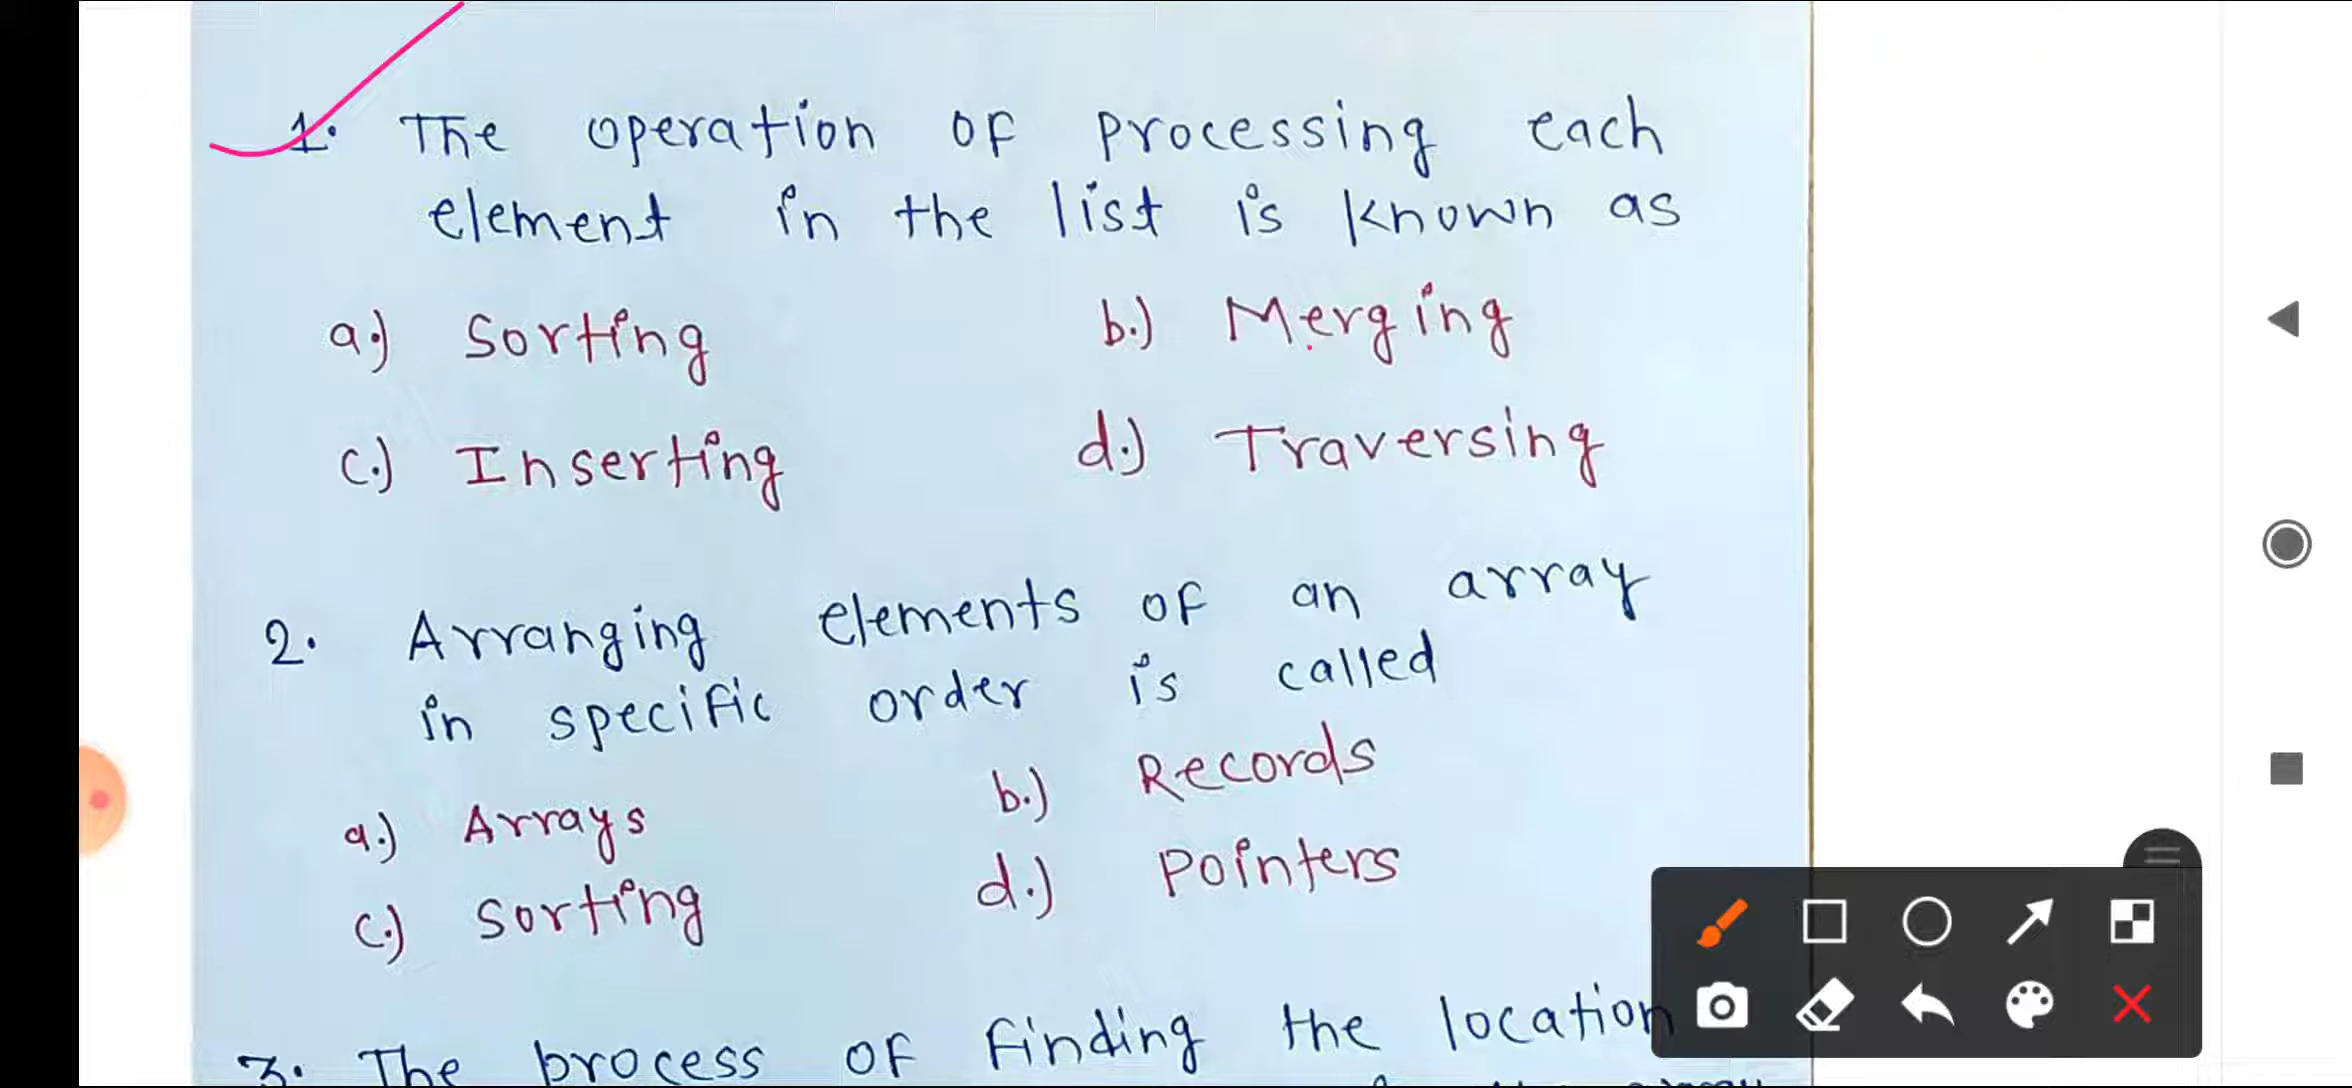 1. The operation of processing each
element in the list is known as
a.) Sorting b.) Merging
c.) Inserting d.) Traversing
2. Arranging elements of an array
in specific order is called
a.) Arrays b.) Records
c.) Sorting d.) Pointers
3. The process of finding the location